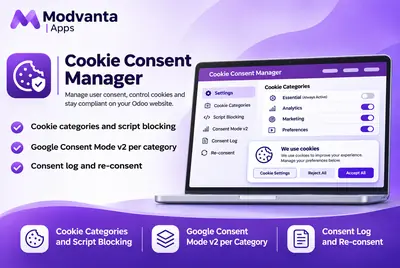 Modvanta
| Apps
Cookie Consent
Manager
Manage user consent, control cookies and
stay compliant on your Odoo website.
Cookie categories and script blocking
Google Consent Mode v2 per category
Consent log and re-consent
Cookie Consent Manager
Settings
Cookie Categories
Script Blocking
Consent Mode v2
Consent Log
Re-consent
Cookie Categories
Essential (Always Active)
Analytics
Marketing
Preferences
We use cookies
We use cookies to improve your experience.
Manage your preferences below.
Cookie Settings
Reject All
Accept All
Cookie Categories
and Script Blocking
Google Consent
Mode v2 per Category
Consent Log
and Re-consent